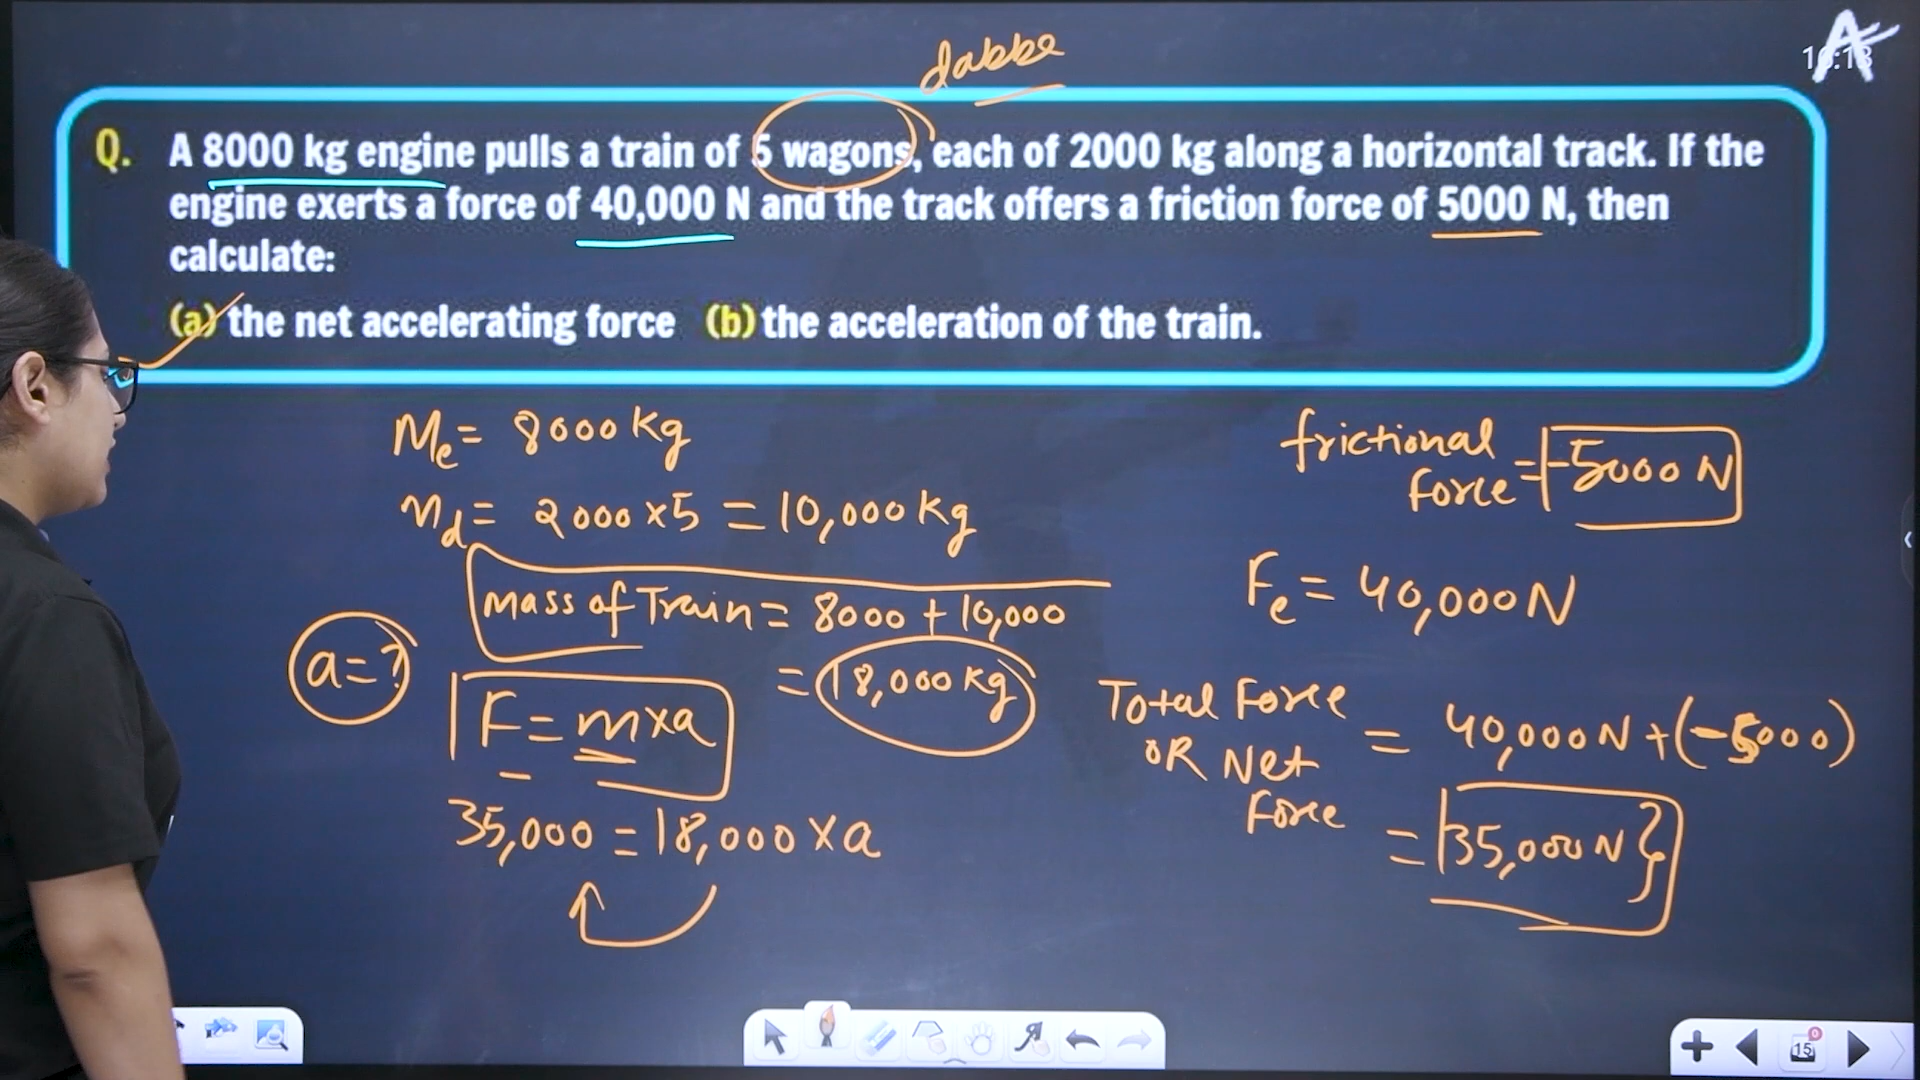 dabbe
10:18
Q. A 8000 kg engine pulls a train of 5 wagons, each of 2000 kg along a horizontal track. If the
engine exerts a force of 40,000 N and the track offers a friction force of 5000 N, then
calculate:
(a) the net accelerating force (b) the acceleration of the train.
Me = 8000 kg
md = 2000 x 5 = 10,000 kg
Mass of Train = 8000 + 10,000
= 18,000 kg
a = ?
F = m x a
35,000 = 18,000 x a
frictional
force = -5000 N
Fe = 40,000 N
Total Force
OR Net
Force
= 40,000 N + (-5000)
= 35,000 N
15
0